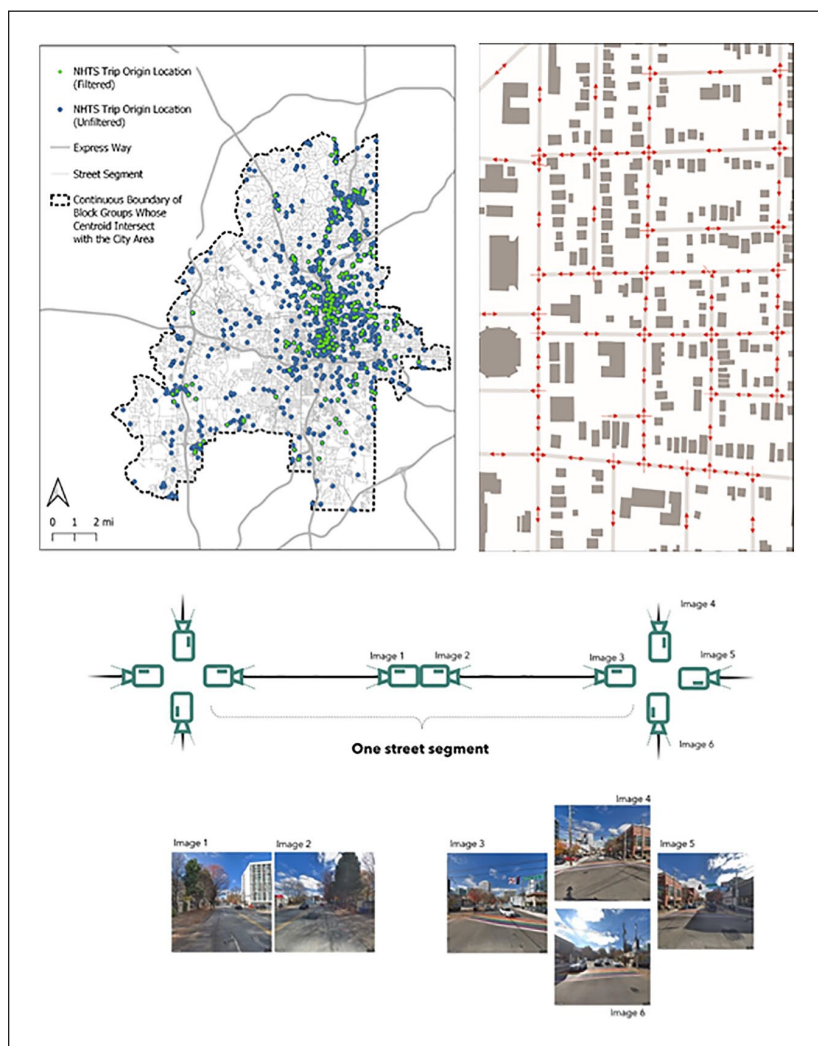 NHTS Trip Origin Location
(Filtered)
NHTS Trip Origin Location
(Unfiltered)
Express Way
Street Segment
Continuous Boundary of
Block Groups Whose
Centroid Intersect
with the City Area
0 1 2 mi
Image 4
Image 1
Image 2
Image 3
Image 5
Image 6
One street segment
Image 4
Image 1
Image 2
Image 3
Image 5
Image 6